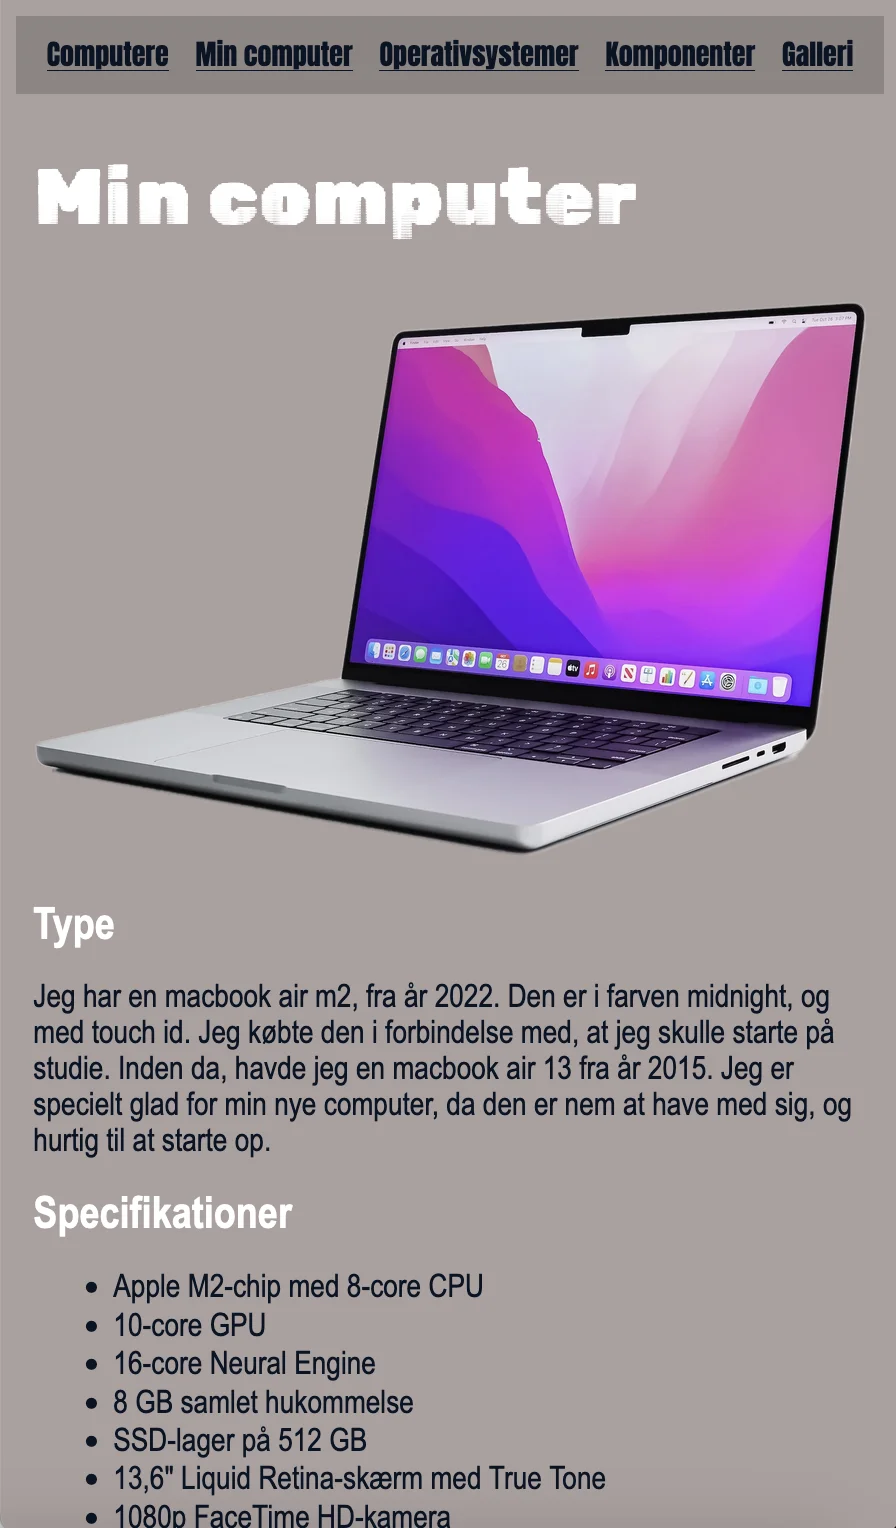 Computere Min computer Operativsystemer Komponenter Galleri
Min computer
Type
Jeg har en macbook air m2, fra år 2022. Den er i farven midnight, og
med touch id. Jeg købte den i forbindelse med, at jeg skulle starte på
studie. Inden da, havde jeg en macbook air 13 fra år 2015. Jeg er
specielt glad for min nye computer, da den er nem at have med sig, og
hurtig til at starte op.
Specifikationer
Apple M2-chip med 8-core CPU
10-core GPU
16-core Neural Engine
8 GB samlet hukommelse
SSD-lager på 512 GB
13,6" Liquid Retina-skærm med True Tone
1080p FaceTime HD-kamera